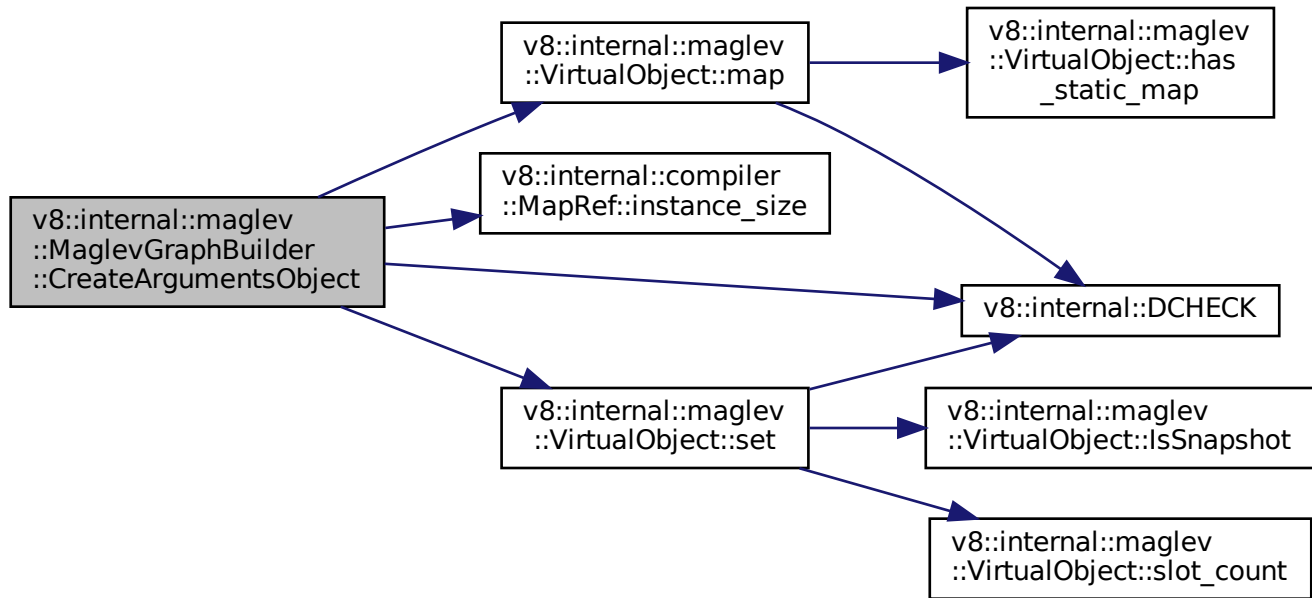 v8::internal::maglev
::MaglevGraphBuilder
::CreateArgumentsObject
v8::internal::maglev
::VirtualObject::map
v8::internal::maglev
::VirtualObject::has
_static_map
v8::internal::compiler
::MapRef::instance_size
v8::internal::DCHECK
v8::internal::maglev
::VirtualObject::set
v8::internal::maglev
::VirtualObject::IsSnapshot
v8::internal::maglev
::VirtualObject::slot_count